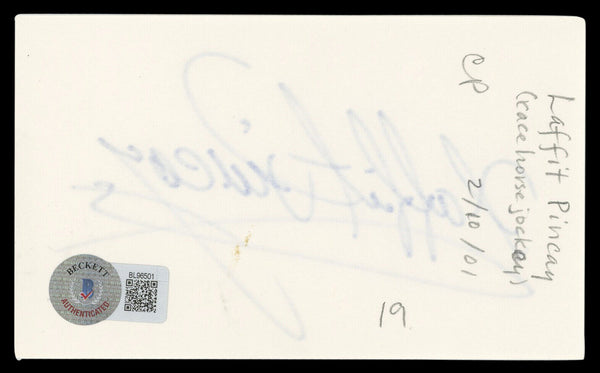 Laffit Pincay
(race horse jockey)
CP
2/10/01
19
BECKETT
B
AUTHENTICATED
BL96501
Laffit Pincay